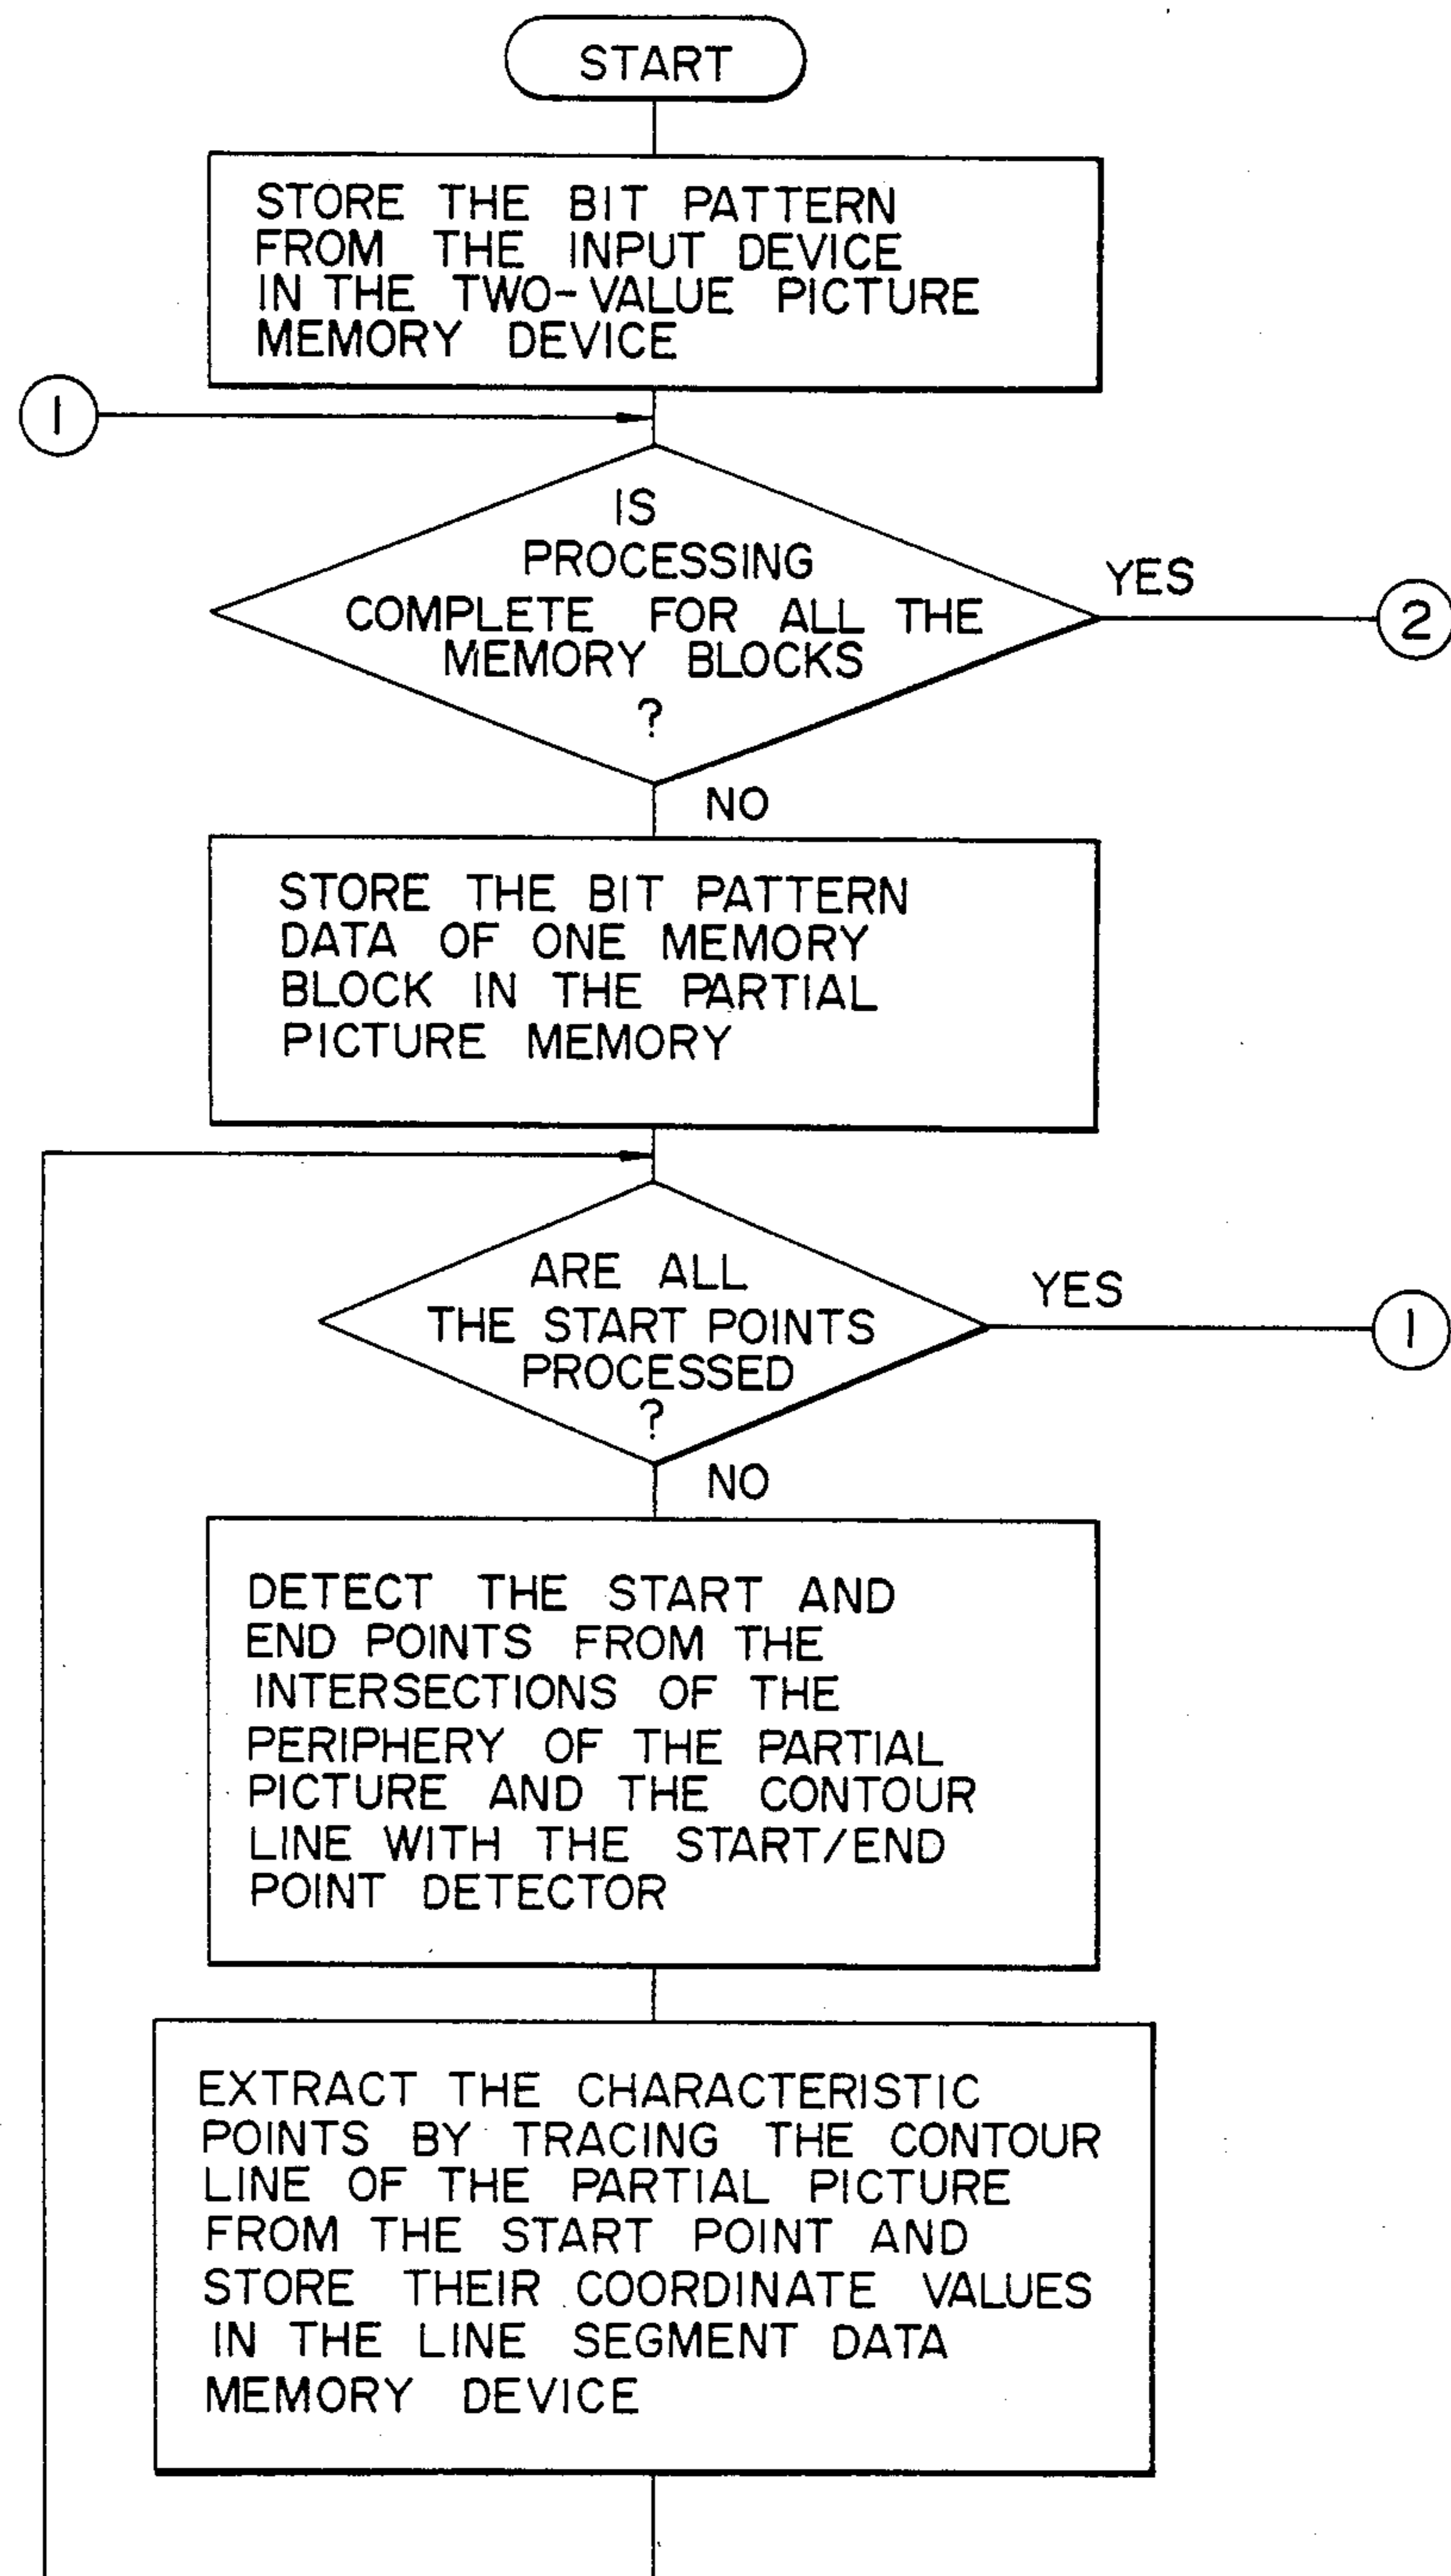 START
STORE THE BIT PATTERN
FROM THE INPUT DEVICE
IN THE TWO-VALUE PICTURE
MEMORY DEVICE
1
IS
PROCESSING
COMPLETE FOR ALL THE
MEMORY BLOCKS
?
YES
2
NO
STORE THE BIT PATTERN
DATA OF ONE MEMORY
BLOCK IN THE PARTIAL
PICTURE MEMORY
ARE ALL
THE START POINTS
PROCESSED
?
YES
1
NO
DETECT THE START AND
END POINTS FROM THE
INTERSECTIONS OF THE
PERIPHERY OF THE PARTIAL
PICTURE AND THE CONTOUR
LINE WITH THE START/END
POINT DETECTOR
EXTRACT THE CHARACTERISTIC
POINTS BY TRACING THE CONTOUR
LINE OF THE PARTIAL PICTURE
FROM THE START POINT AND
STORE THEIR COORDINATE VALUES
IN THE LINE SEGMENT DATA
MEMORY DEVICE